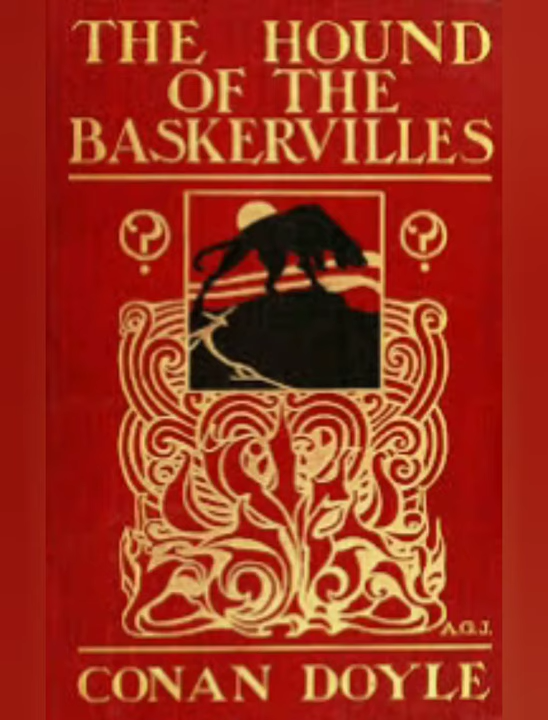 THE HOUND
OF THE
BASKERVILLES
? ?
A.G.J.
CONAN DOYLE